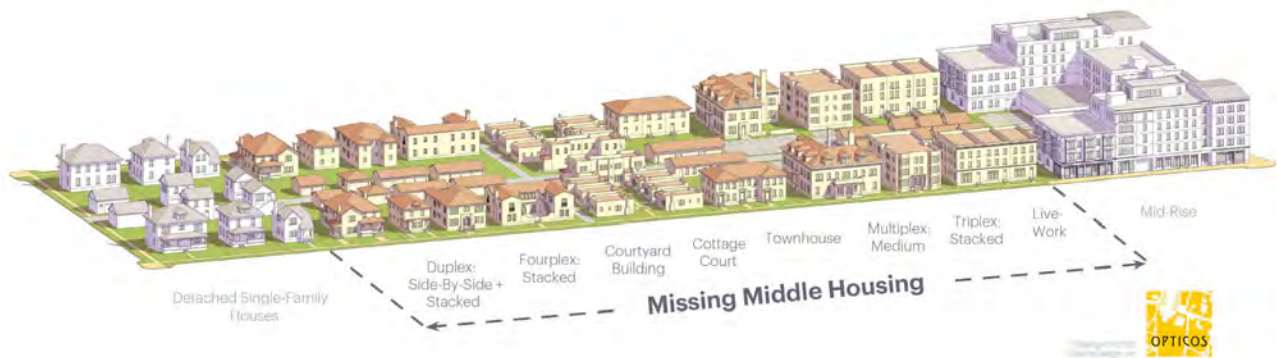 Detached Single-Family
Houses
Duplex:
Side-By-Side +
Stacked
Fourplex:
Stacked
Courtyard
Building
Cottage
Court
Townhouse
Multiplex:
Medium
Triplex:
Stacked
Live-
Work
Mid-Rise
Missing Middle Housing
OPTICOS